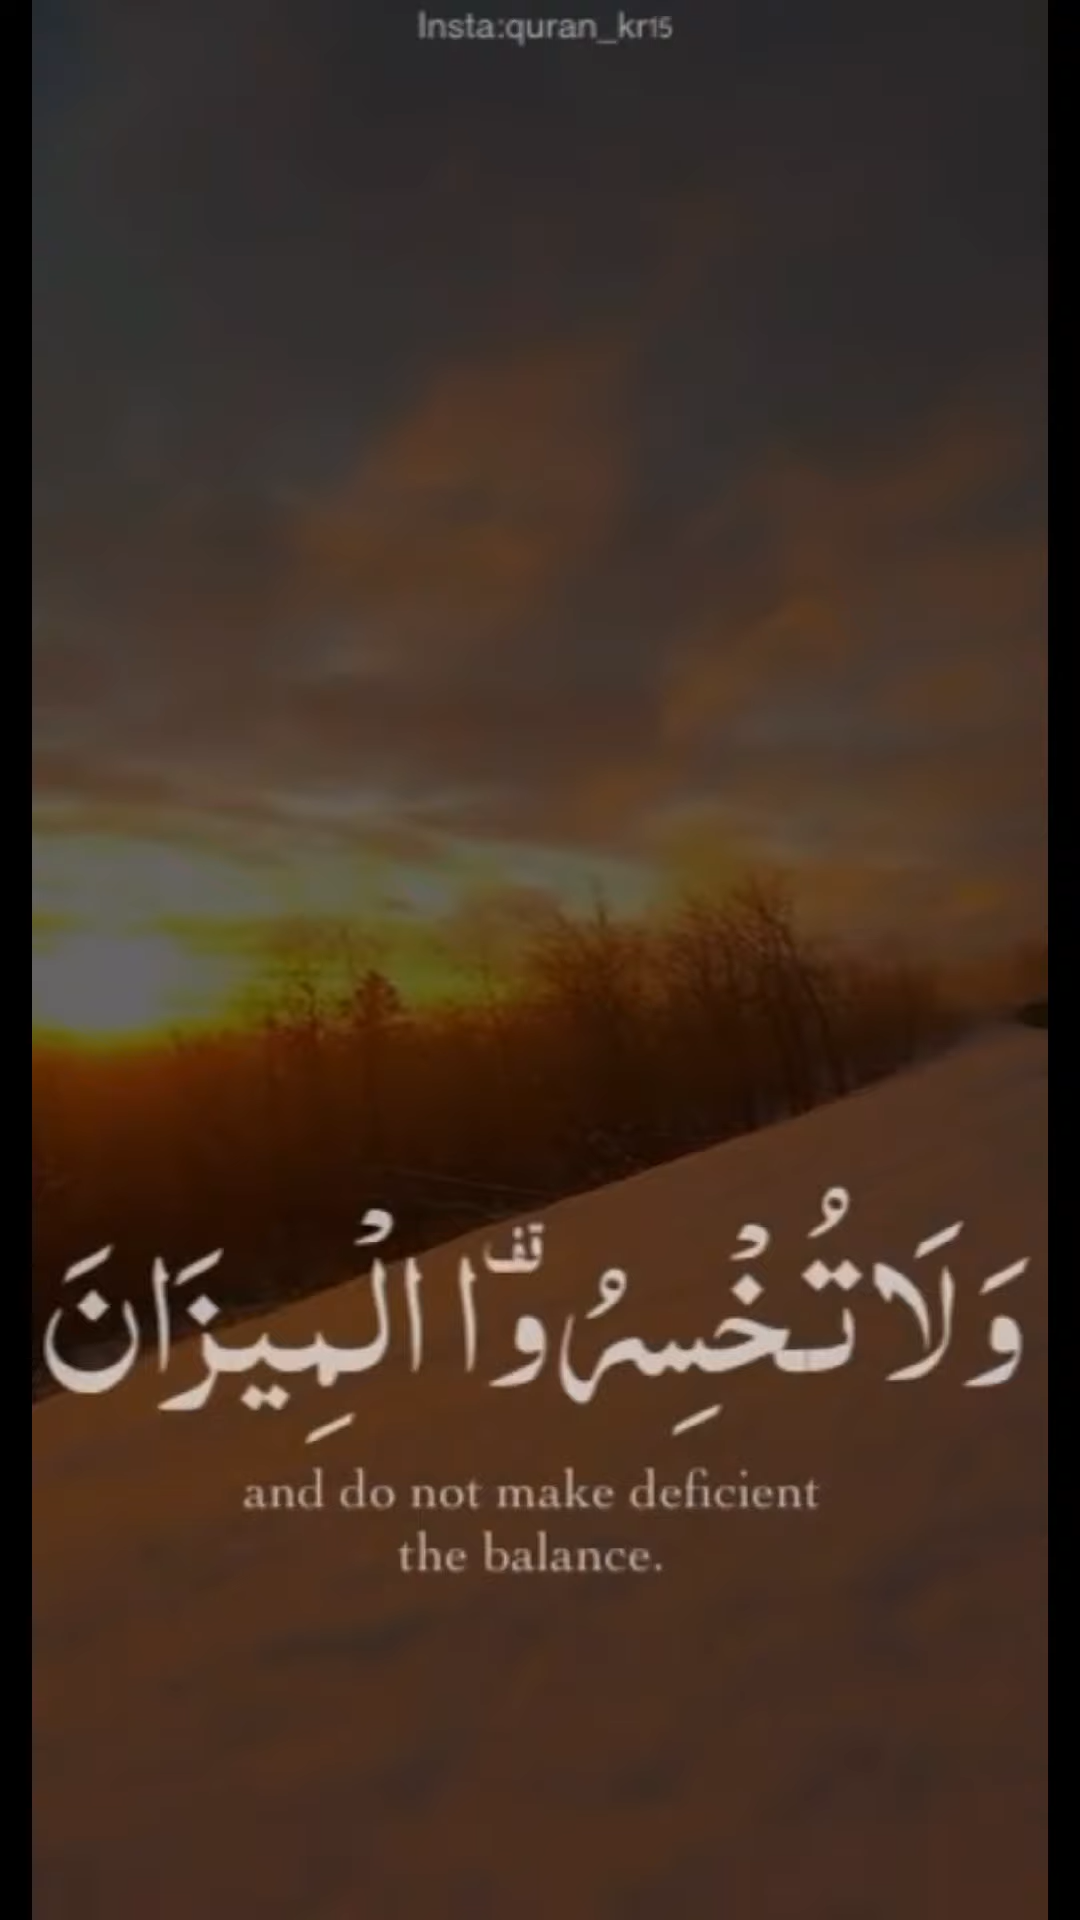 Insta:quran_kr15
وَلَا تُخْسِرُوا الْمِيزَانَ
and do not make deficient
the balance.